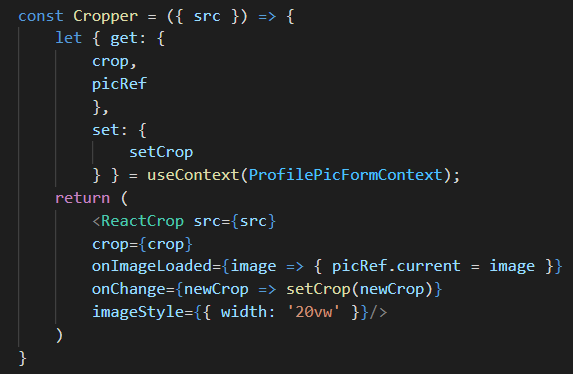 const Cropper = ({ src }) => {
let { get: {
crop,
picRef
},
set: {
setCrop
} } = useContext(ProfilePicFormContext);
return (
<ReactCrop src={src}
crop={crop}
onImageLoaded={image => { picRef.current = image }}
onChange={newCrop => setCrop(newCrop)}
imageStyle={{ width: '20vw' }}/>
)
}